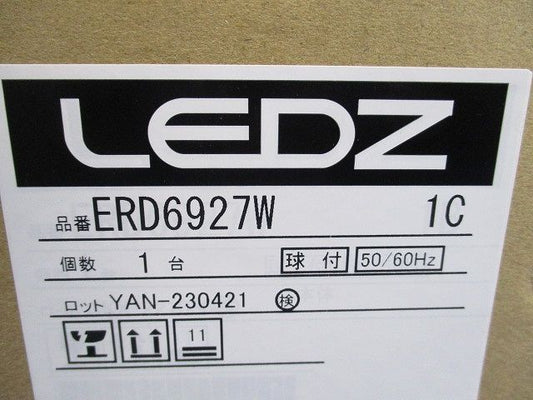 LEDZ
品番 ERD6927W 1C
個数 1 台 球付 50/60Hz
ロット YAN-230421 検
11